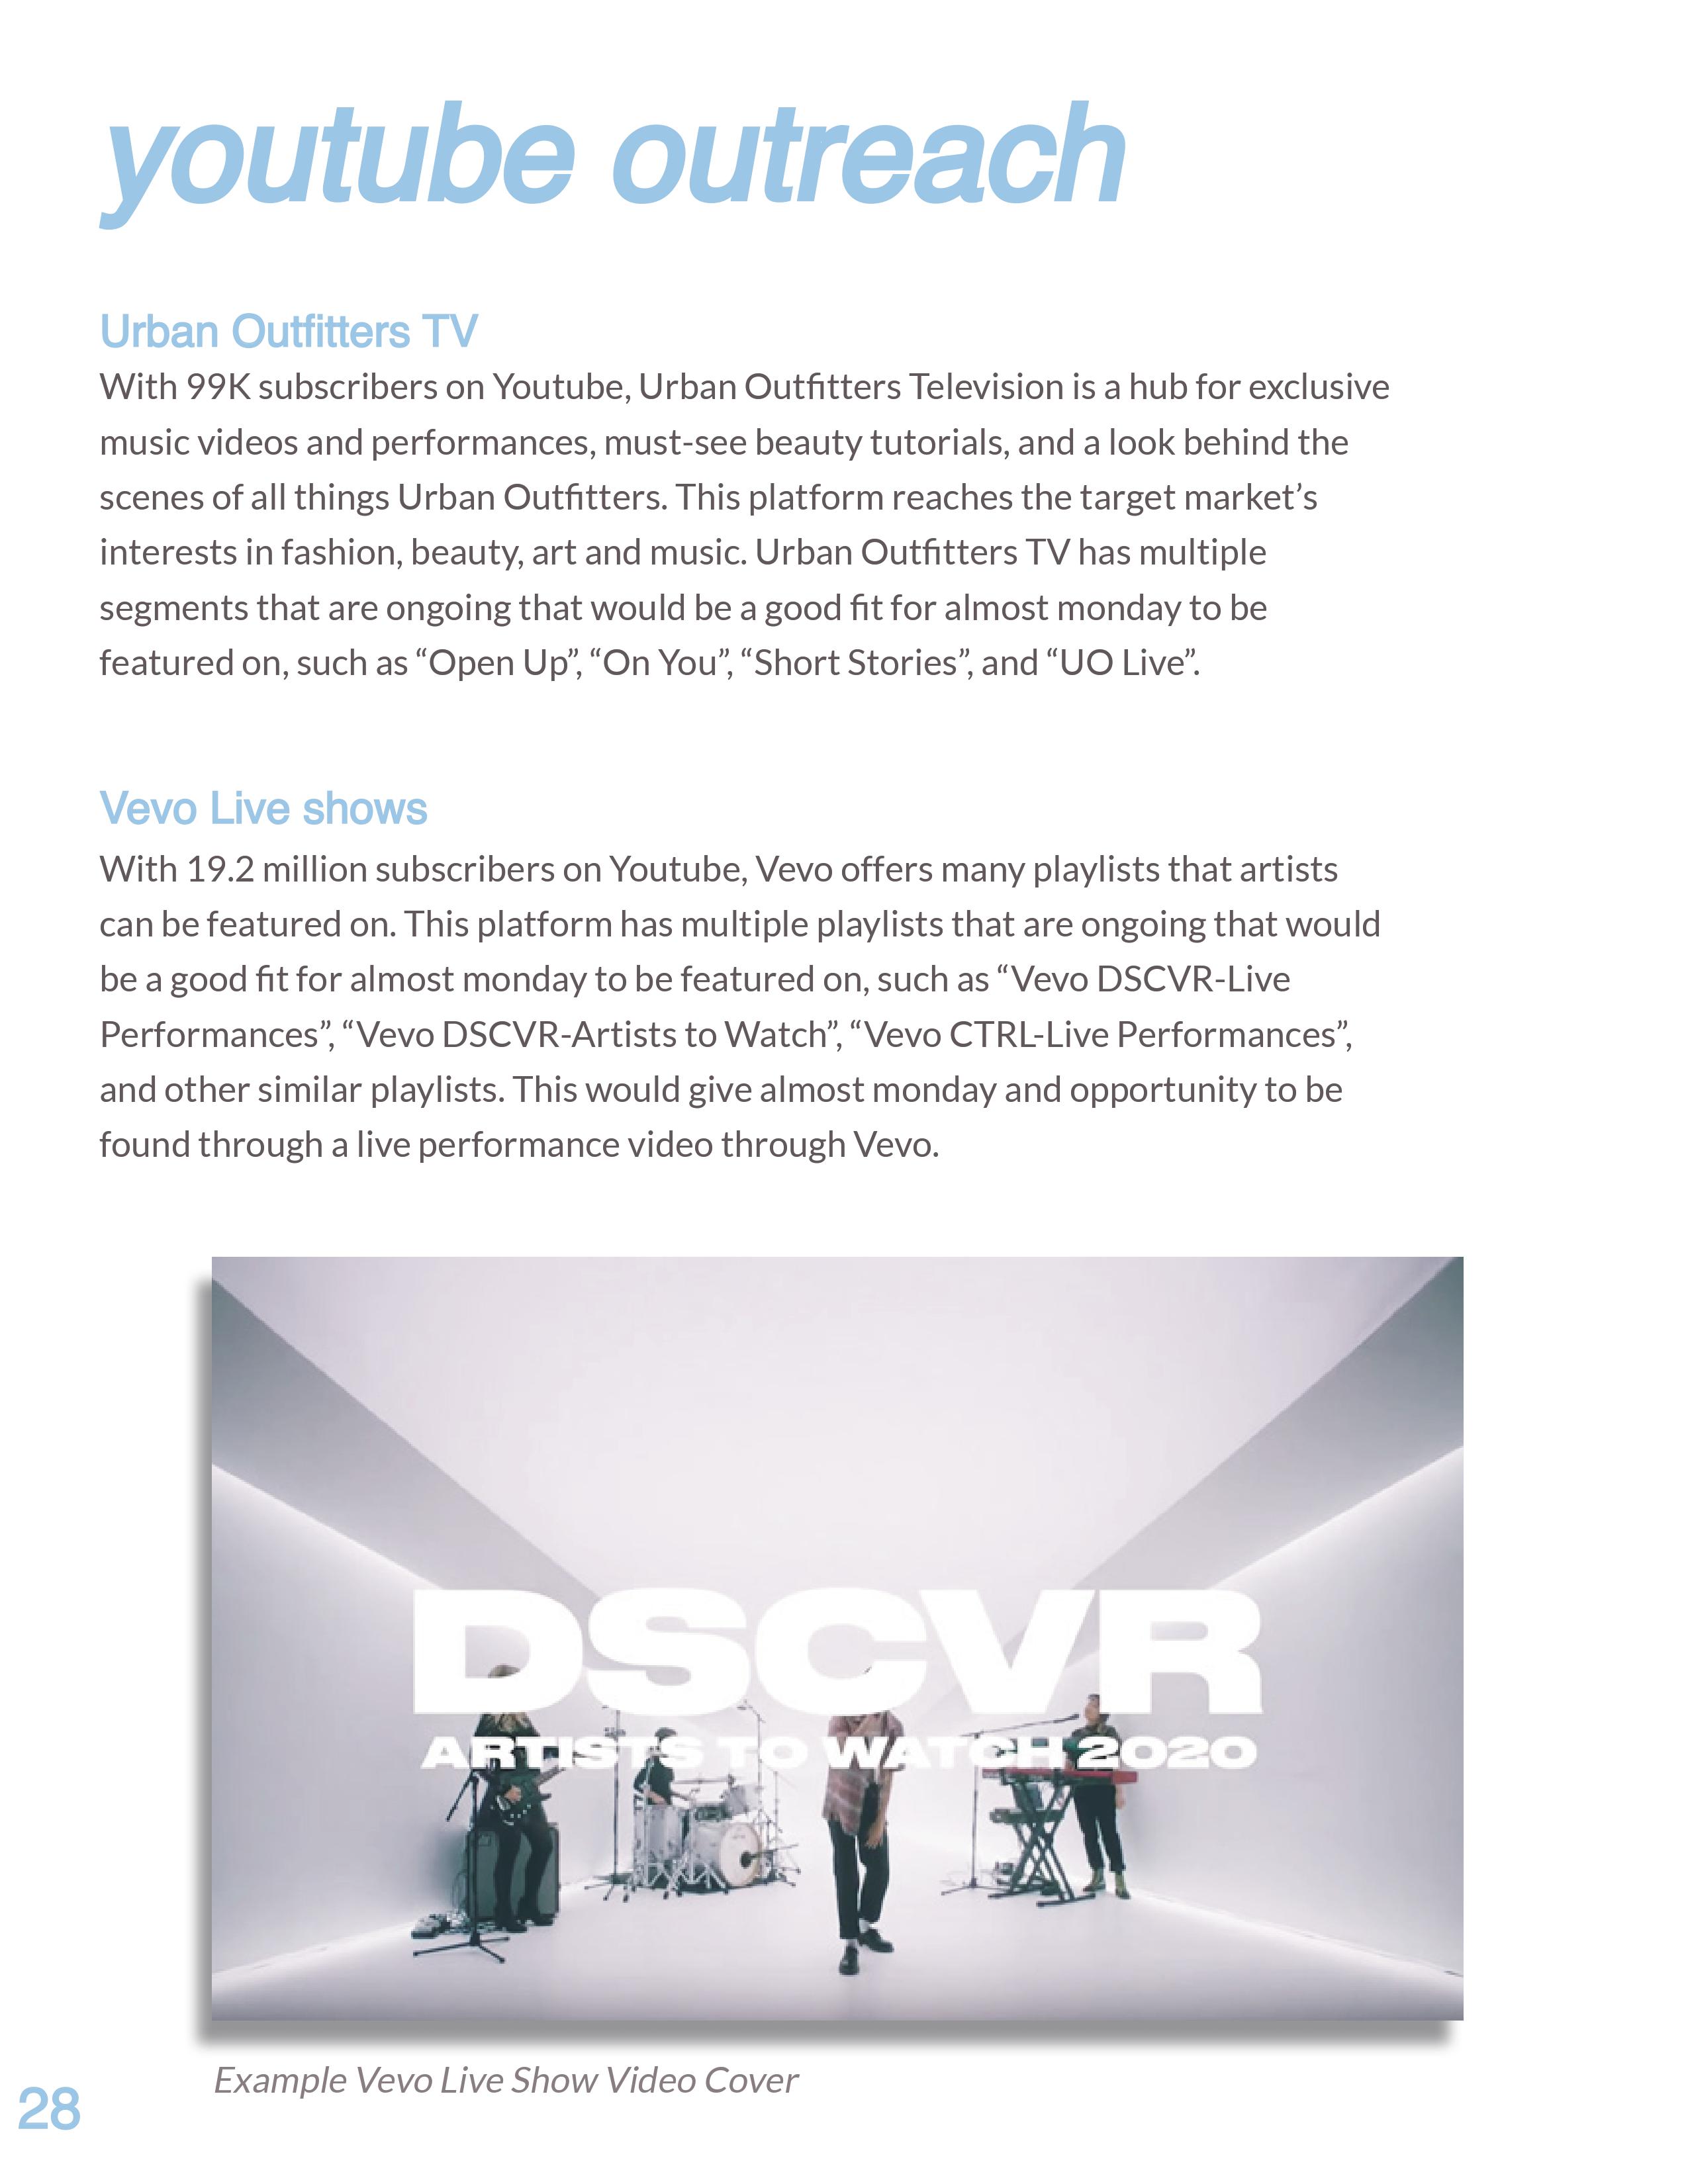 youtube outreach
Urban Outfitters TV
With 99K subscribers on Youtube, Urban Outfitters Television is a hub for exclusive
music videos and performances, must-see beauty tutorials, and a look behind the
scenes of all things Urban Outfitters. This platform reaches the target market’s
interests in fashion, beauty, art and music. Urban Outfitters TV has multiple
segments that are ongoing that would be a good fit for almost monday to be
featured on, such as “Open Up”, “On You”, “Short Stories”, and “UO Live”.
Vevo Live shows
With 19.2 million subscribers on Youtube, Vevo offers many playlists that artists
can be featured on. This platform has multiple playlists that are ongoing that would
be a good fit for almost monday to be featured on, such as “Vevo DSCVR-Live
Performances”, “Vevo DSCVR-Artists to Watch”, “Vevo CTRL-Live Performances”,
and other similar playlists. This would give almost monday and opportunity to be
found through a live performance video through Vevo.
DSCVR
ARTISTS TO WATCH 2020
Example Vevo Live Show Video Cover
28